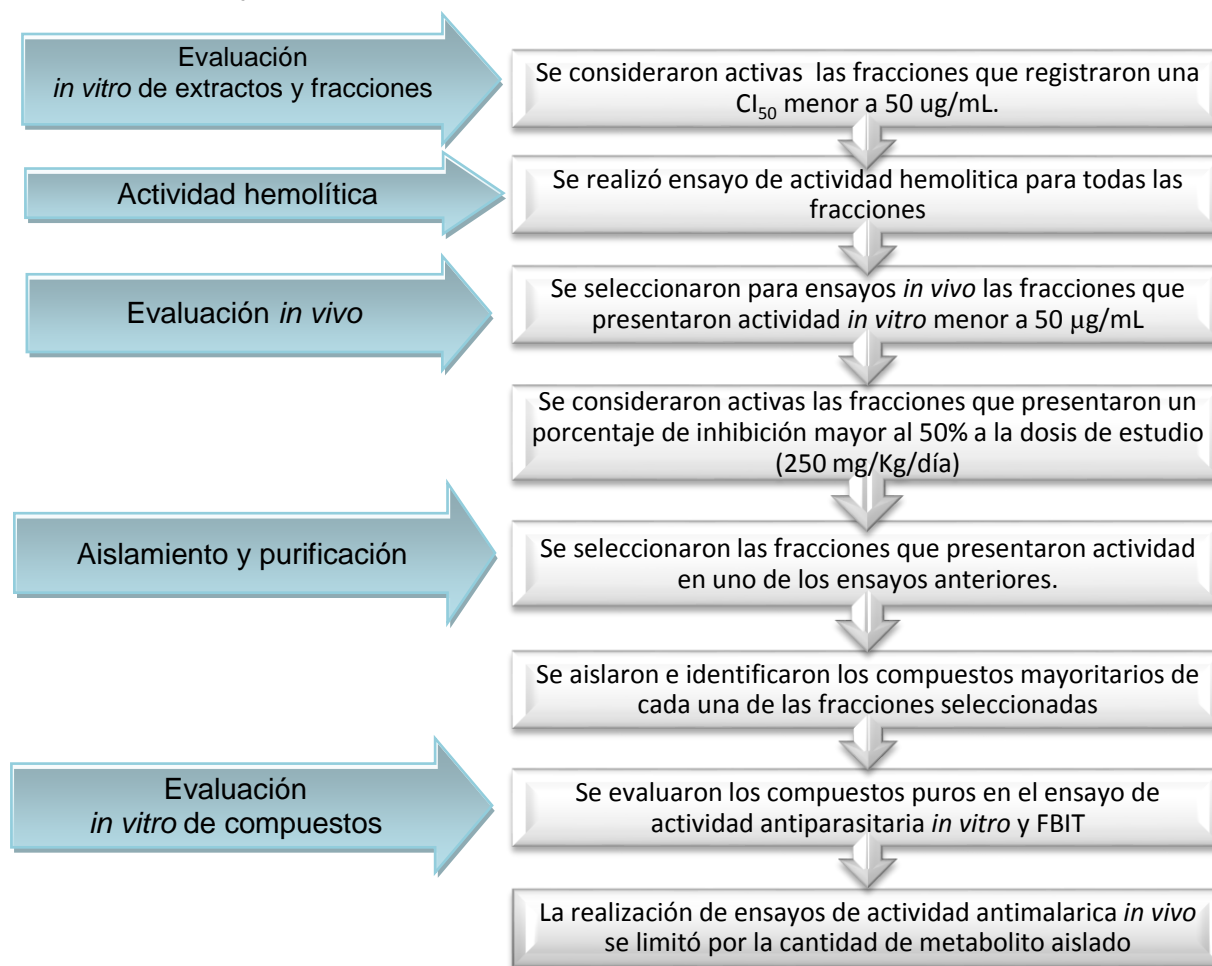 Evaluación
in vitro de extractos y fracciones
Se consideraron activas las fracciones que registraron una
CI50 menor a 50 ug/mL.
Actividad hemolítica
Se realizó ensayo de actividad hemolitica para todas las
fracciones
Evaluación in vivo
Se seleccionaron para ensayos in vivo las fracciones que
presentaron actividad in vitro menor a 50 μg/mL
Se consideraron activas las fracciones que presentaron un
porcentaje de inhibición mayor al 50% a la dosis de estudio
(250 mg/Kg/día)
Aislamiento y purificación
Se seleccionaron las fracciones que presentaron actividad
en uno de los ensayos anteriores.
Se aislaron e identificaron los compuestos mayoritarios de
cada una de las fracciones seleccionadas
Evaluación
in vitro de compuestos
Se evaluaron los compuestos puros en el ensayo de
actividad antiparasitaria in vitro y FBIT
La realización de ensayos de actividad antimalarica in vivo
se limitó por la cantidad de metabolito aislado